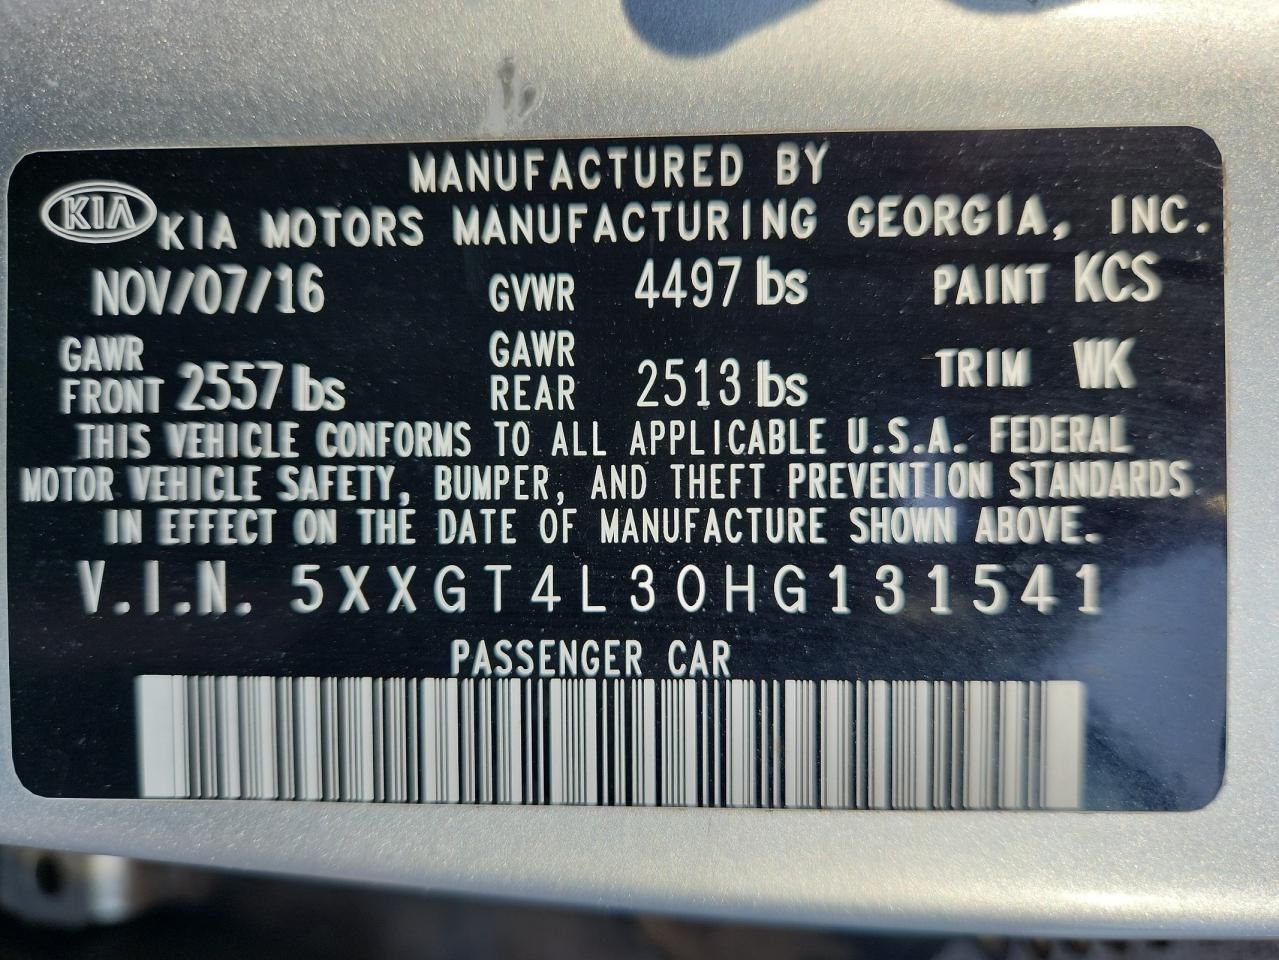 MANUFACTURED BY
KIA KIA MOTORS MANUFACTURING GEORGIA, INC.
NOV/07/16 GVWR 4497 lbs PAINT KCS
GAWR FRONT 2557 lbs GAWR REAR 2513 lbs TRIM WK
THIS VEHICLE CONFORMS TO ALL APPLICABLE U.S.A. FEDERAL
MOTOR VEHICLE SAFETY, BUMPER, AND THEFT PREVENTION STANDARDS
IN EFFECT ON THE DATE OF MANUFACTURE SHOWN ABOVE.
V.I.N. 5XXGT4L30HG131541
PASSENGER CAR